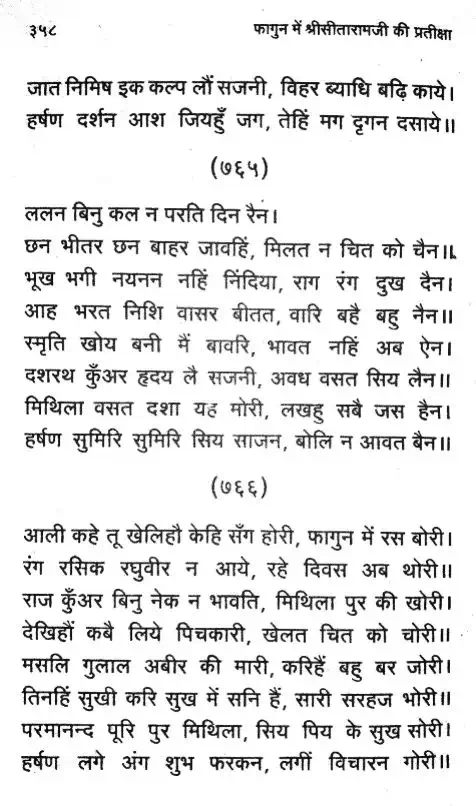 ३५८ फागुन में श्रीसीतारामजी की प्रतीक्षा
जात निमिष इक कल्प लौं सजनी, विहर ब्याधि बढ़ि काये।
हर्षण दर्शन आश जियहुँ जग, तेहिं मग दृगन दसाये॥
(७६५)
ललन बिनु कल न परति दिन रैन।
छन भीतर छन बाहर जावहिं, मिलत न चित को चैन॥
भूख भगी नयनन नहिं निंदिया, राग रंग दुख दैन।
आह भरत निशि वासर बीतत, वारि बहै बहु नैन॥
स्मृति खोय बनी मैं बावरि, भावत नहिं अब ऐन।
दशरथ कुँअर हृदय लै सजनी, अवध वसत सिय लैन॥
मिथिला वसत दशा यह मोरी, लखहु सबै जस हैन।
हर्षण सुमिरि सुमिरि सिय साजन, बोलि न आवत बैन॥
(७६६)
आली कहे तू खेलिहौ केहि सँग होरी, फागुन में रस बोरी।
रंग रसिक रघुवीर न आये, रहे दिवस अब थोरी॥
राज कुँअर बिनु नेक न भावति, मिथिला पुर की खोरी।
देखिहौं कबै लिये पिचकारी, खेलत चित को चोरी॥
मसलि गुलाल अबीर की मारी, करिहैं बहु बर जोरी।
तिनहिं सुखी करि सुख में सनि हैं, सारी सरहज भोरी॥
परमानन्द पूरि पुर मिथिला, सिय पिय के सुख सोरी।
हर्षण लगे अंग शुभ फरकन, लगीं विचारन गोरी॥